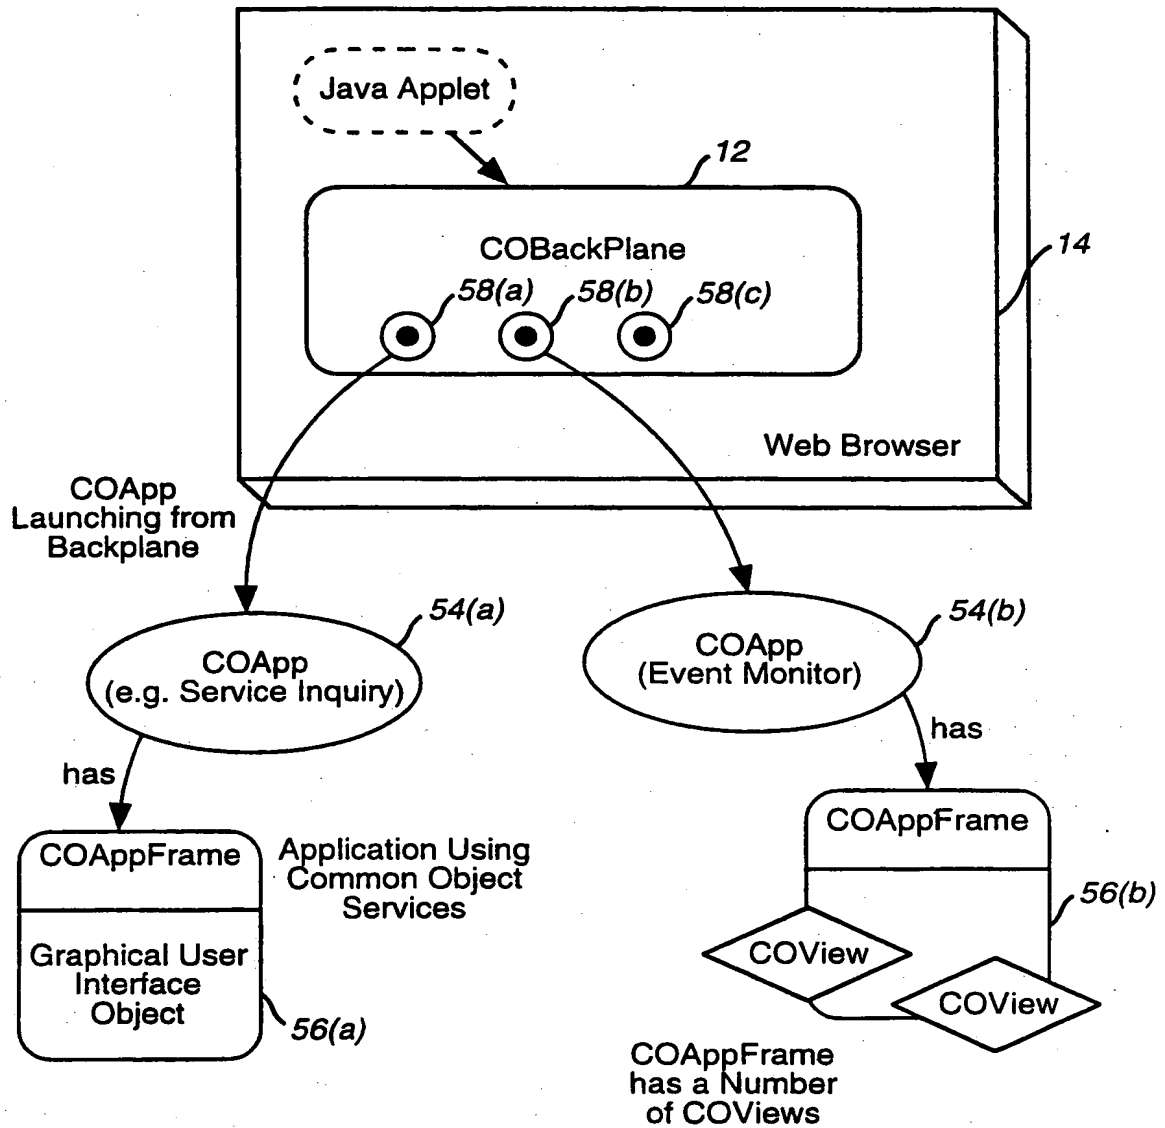 Java Applet
12
COBackPlane
14
58(a)
58(b)
58(c)
Web Browser
COApp
Launching from
Backplane
54(a)
COApp
(e.g. Service Inquiry)
54(b)
COApp
(Event Monitor)
has
has
COAppFrame
Graphical User
Interface
Object
56(a)
Application Using
Common Object
Services
COAppFrame
56(b)
COView
COView
COAppFrame
has a Number
of COViews